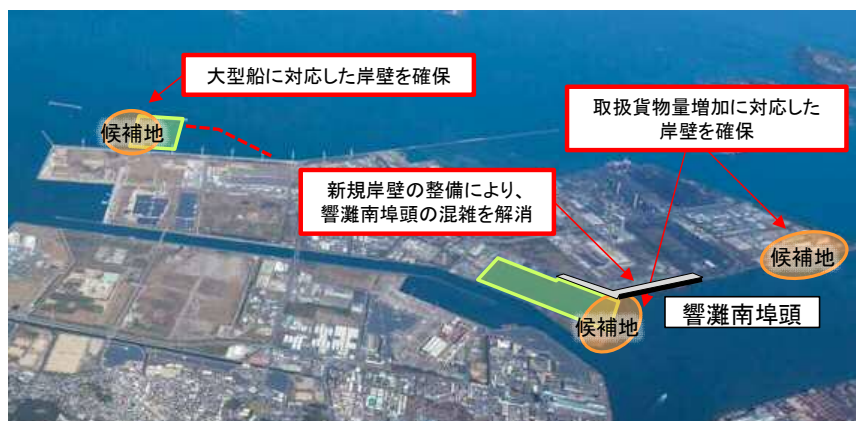 大型船に対応した岸壁を確保
候補地
取扱貨物量増加に対応した
岸壁を確保
新規岸壁の整備により、
響灘南埠頭の混雑を解消
候補地
候補地
響灘南埠頭